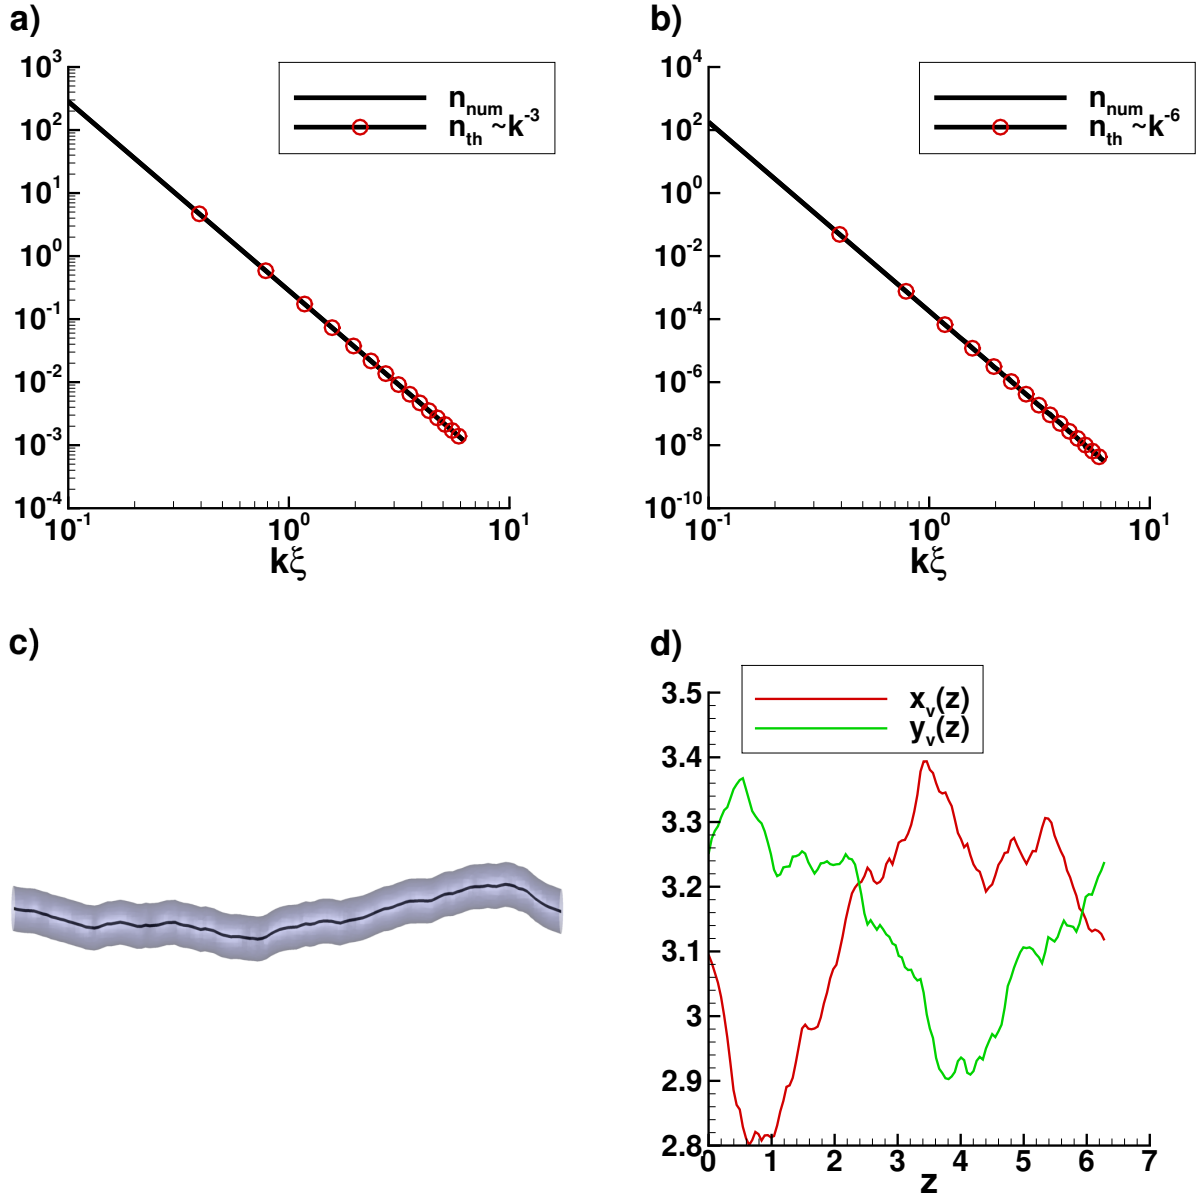 a)
10^3
10^2
10^1
10^0
10^-1
10^-2
10^-3
10^-4
n_num
n_th ~k^-3
10^-1 10^0 10^1
kξ
b)
10^4
10^2
10^0
10^-2
10^-4
10^-6
10^-8
10^-10
n_num
n_th ~k^-6
10^-1 10^0 10^1
kξ
c)
d)
3.5
3.4
3.3
3.2
3.1
3
2.9
2.8
x_v(z)
y_v(z)
0 1 2 3 4 5 6 7
z